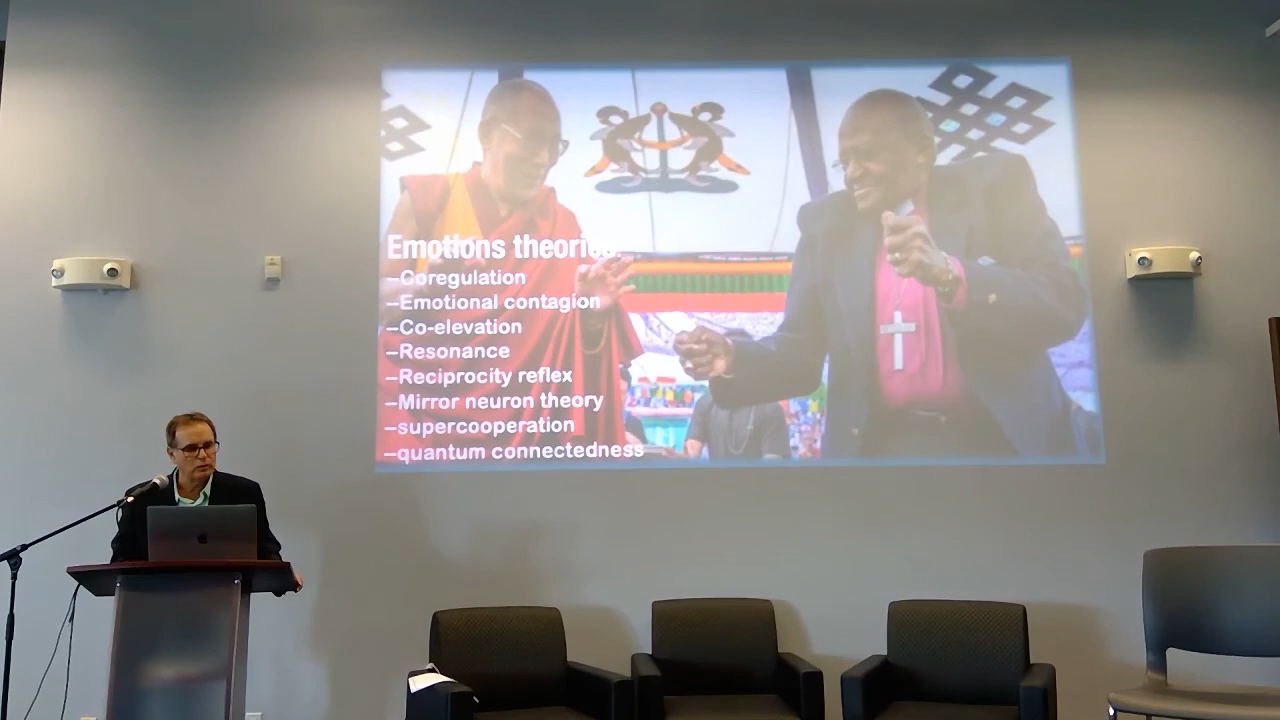 Emotions theories:
–Coregulation
–Emotional contagion
–Co-elevation
–Resonance
–Reciprocity reflex
–Mirror neuron theory
–supercooperation
–quantum connectedness